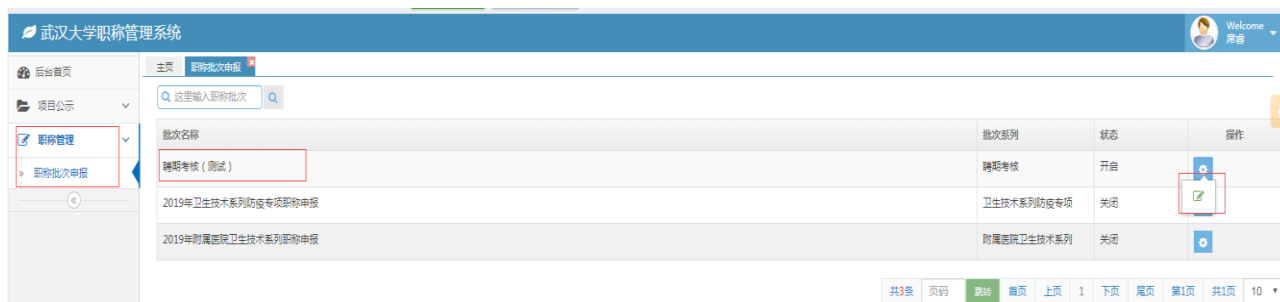 武汉大学职称管理系统
Welcome
席睿
后台首页
项目公示
职称管理
职称批次申报
主页 职称批次申报
这里输入职称批次
批次名称 批次系列 状态 操作
聘期考核（测试） 聘期考核 开启
2019年卫生技术系列防疫专项职称申报 卫生技术系列防疫专项 关闭
2019年附属医院卫生技术系列职称申报 附属医院卫生技术系列 关闭
共3条 页码 跳转 首页 上页 1 下页 尾页 第1页 共1页 10